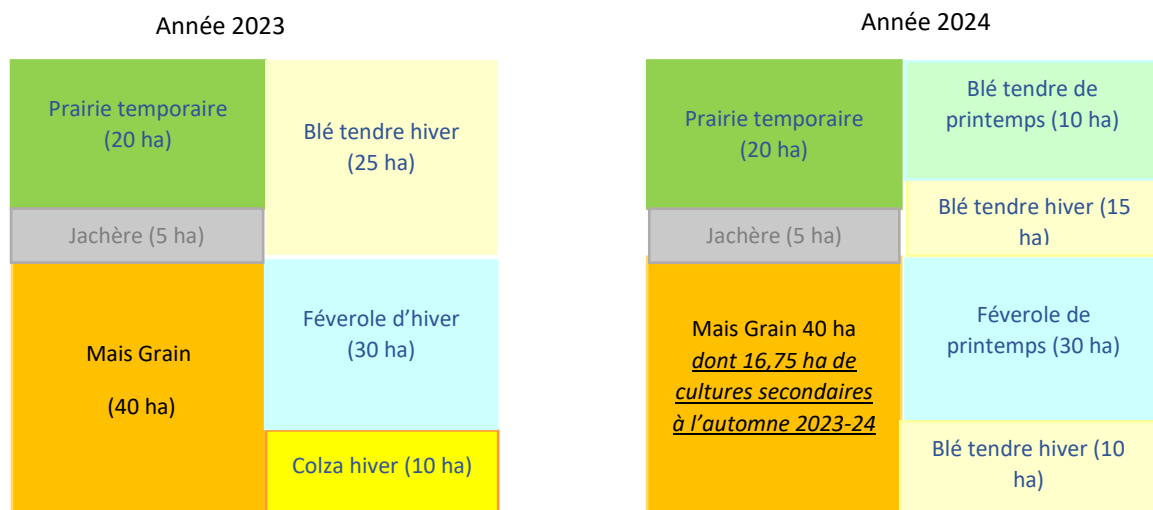 Année 2023
Prairie temporaire
(20 ha)
Blé tendre hiver
(25 ha)
Jachère (5 ha)
Mais Grain
(40 ha)
Féverole d’hiver
(30 ha)
Colza hiver (10 ha)
Année 2024
Prairie temporaire
(20 ha)
Blé tendre de
printemps (10 ha)
Blé tendre hiver (15
ha)
Jachère (5 ha)
Mais Grain 40 ha
dont 16,75 ha de
cultures secondaires
à l’automne 2023-24
Féverole de
printemps (30 ha)
Blé tendre hiver (10
ha)